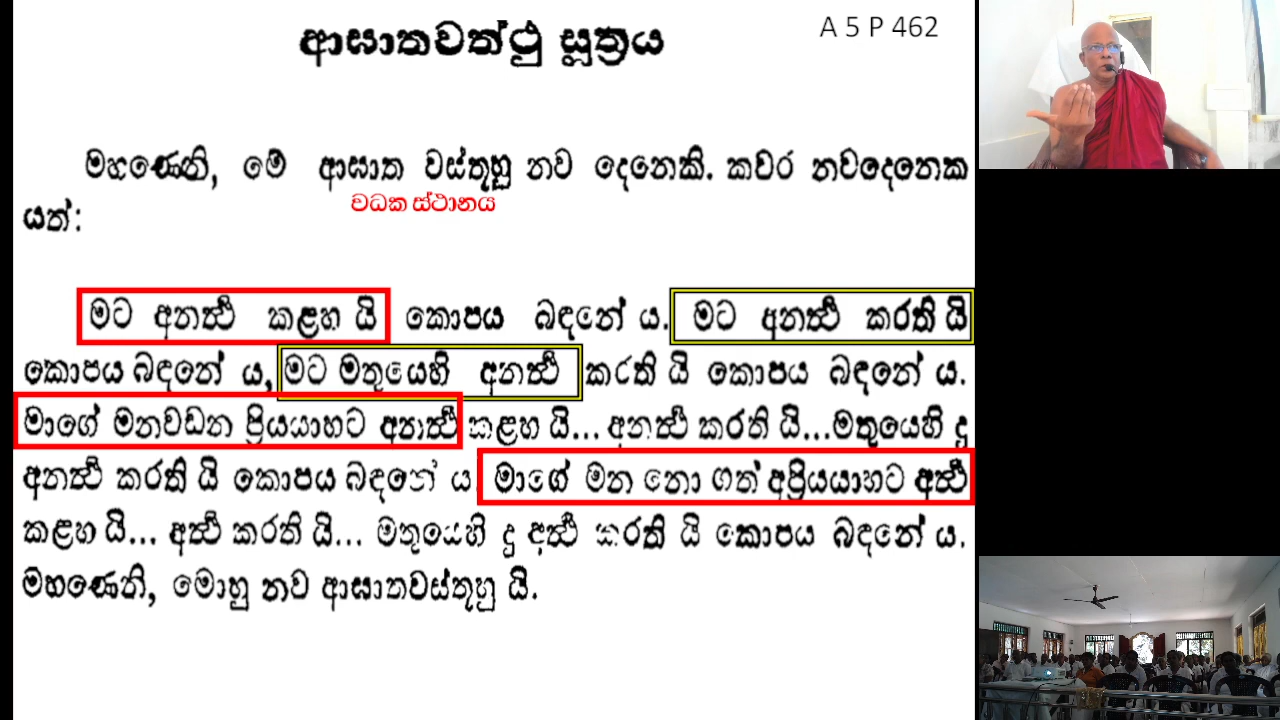 ආඝාතවත්ථු සූත්‍රය
A 5 P 462
මහණෙනි, මේ ආඝාත වස්තූහු නව දෙනෙකි. කවර නවදෙනෙක
වධක ස්ථානය
යත්:
මට අනර්ථ කළහ යි කොපය බඳනේ ය. මට අනර්ථ කරති යි
කොපය බඳනේ ය, මට මතුයෙහි අනර්ථ කරති යි කොපය බඳනේ ය.
මාගේ මනවඩන ප්‍රියයාහට අනර්ථ කළහ යි... අනර්ථ කරති යි...මතුයෙහි දු
අනර්ථ කරති යි කොපය බඳනේ ය. මාගේ මන නො ගත් අප්‍රියයාහට අර්ථ
කළහ යි... අර්ථ කරති යි... මතුයෙහි දු අර්ථ කරති යි කොපය බඳනේ ය.
මහණෙනි, මොහු නව ආඝාතවස්තූහු යි.